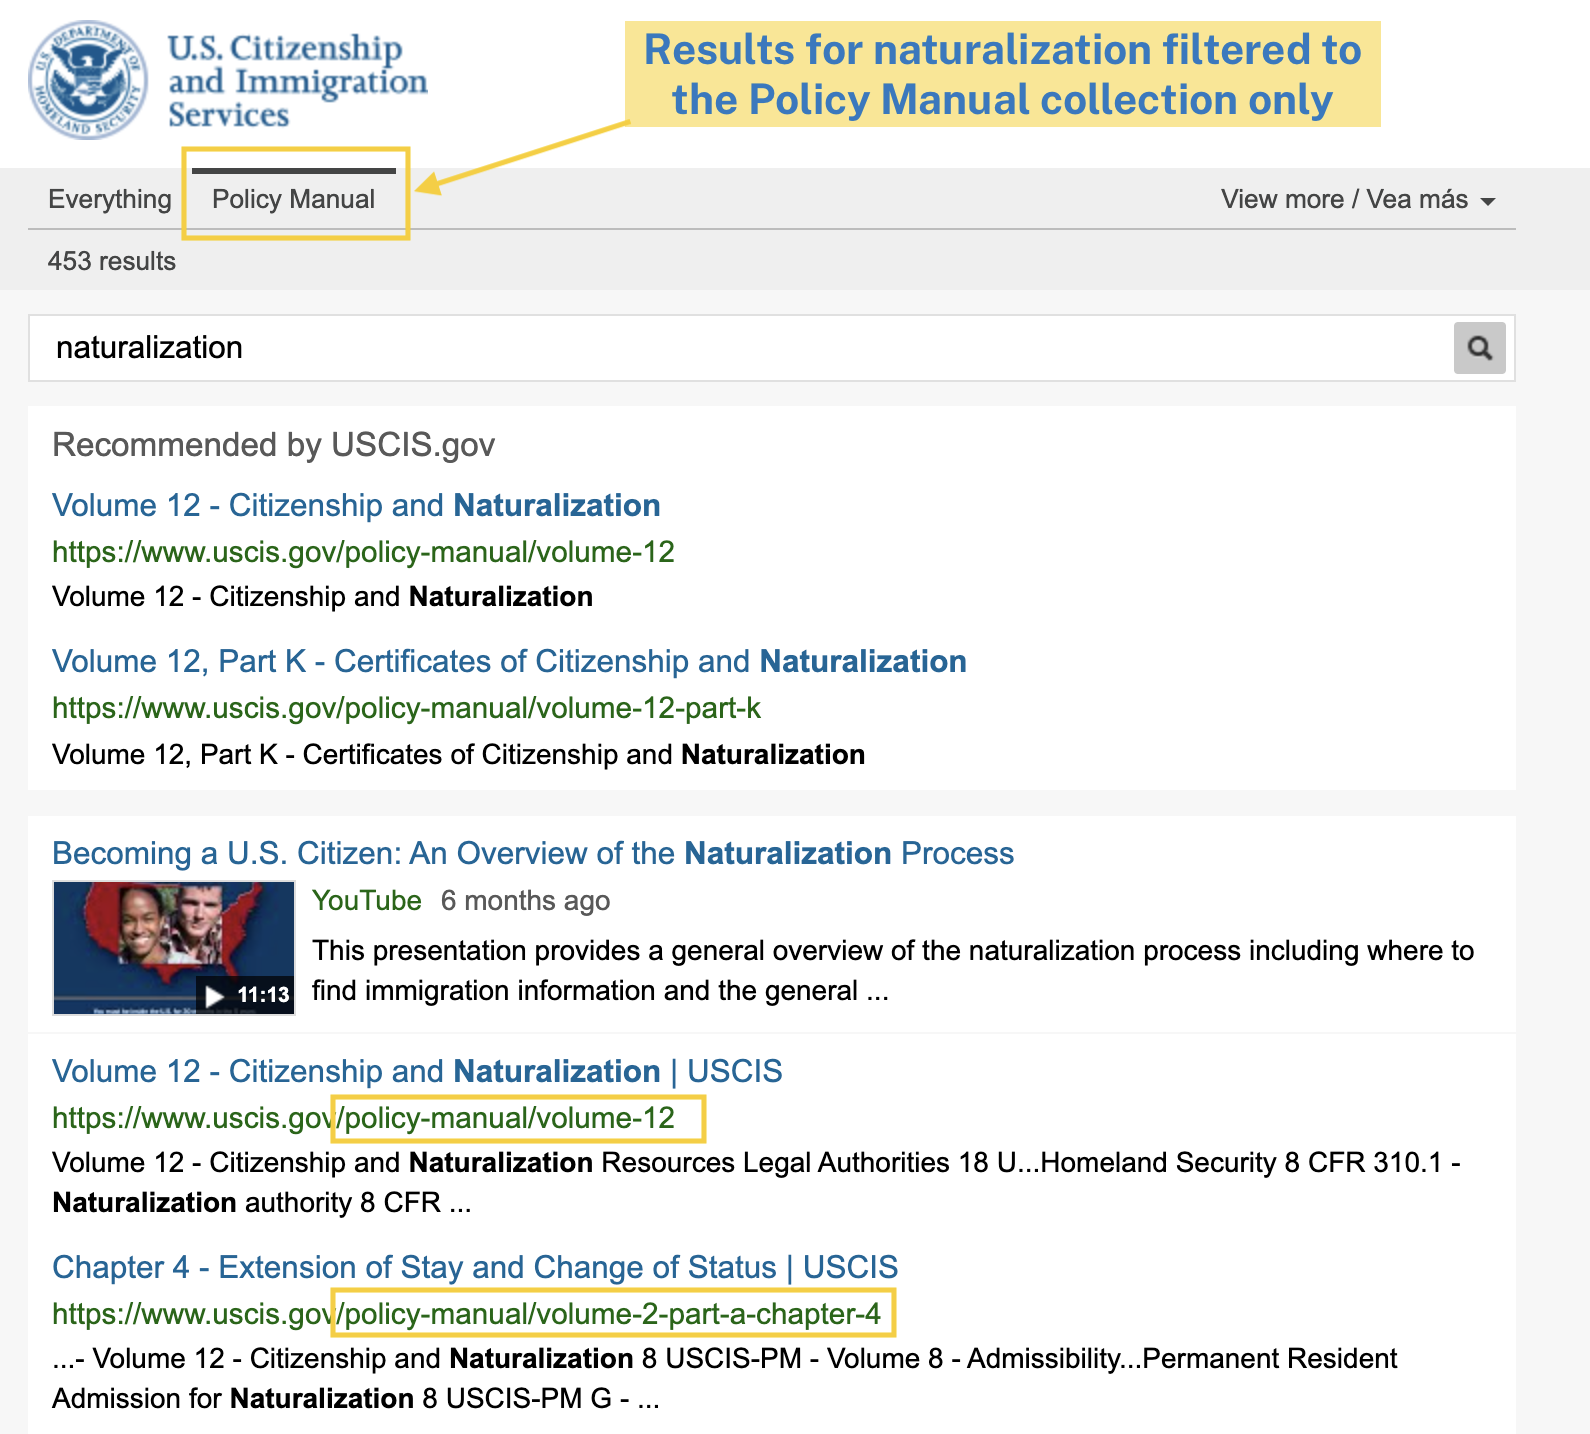 U.S. DEPARTMENT OF HOMELAND SECURITY
U.S. Citizenship
and Immigration
Services
Results for naturalization filtered to
the Policy Manual collection only
Everything Policy Manual View more / Vea más
453 results
naturalization
Recommended by USCIS.gov
Volume 12 - Citizenship and Naturalization
https://www.uscis.gov/policy-manual/volume-12
Volume 12 - Citizenship and Naturalization
Volume 12, Part K - Certificates of Citizenship and Naturalization
https://www.uscis.gov/policy-manual/volume-12-part-k
Volume 12, Part K - Certificates of Citizenship and Naturalization
Becoming a U.S. Citizen: An Overview of the Naturalization Process
YouTube 6 months ago
This presentation provides a general overview of the naturalization process including where to
find immigration information and the general ...
11:13
Volume 12 - Citizenship and Naturalization | USCIS
https://www.uscis.gov/policy-manual/volume-12
Volume 12 - Citizenship and Naturalization Resources Legal Authorities 18 U...Homeland Security 8 CFR 310.1 -
Naturalization authority 8 CFR ...
Chapter 4 - Extension of Stay and Change of Status | USCIS
https://www.uscis.gov/policy-manual/volume-2-part-a-chapter-4
...- Volume 12 - Citizenship and Naturalization 8 USCIS-PM - Volume 8 - Admissibility...Permanent Resident
Admission for Naturalization 8 USCIS-PM G - ...